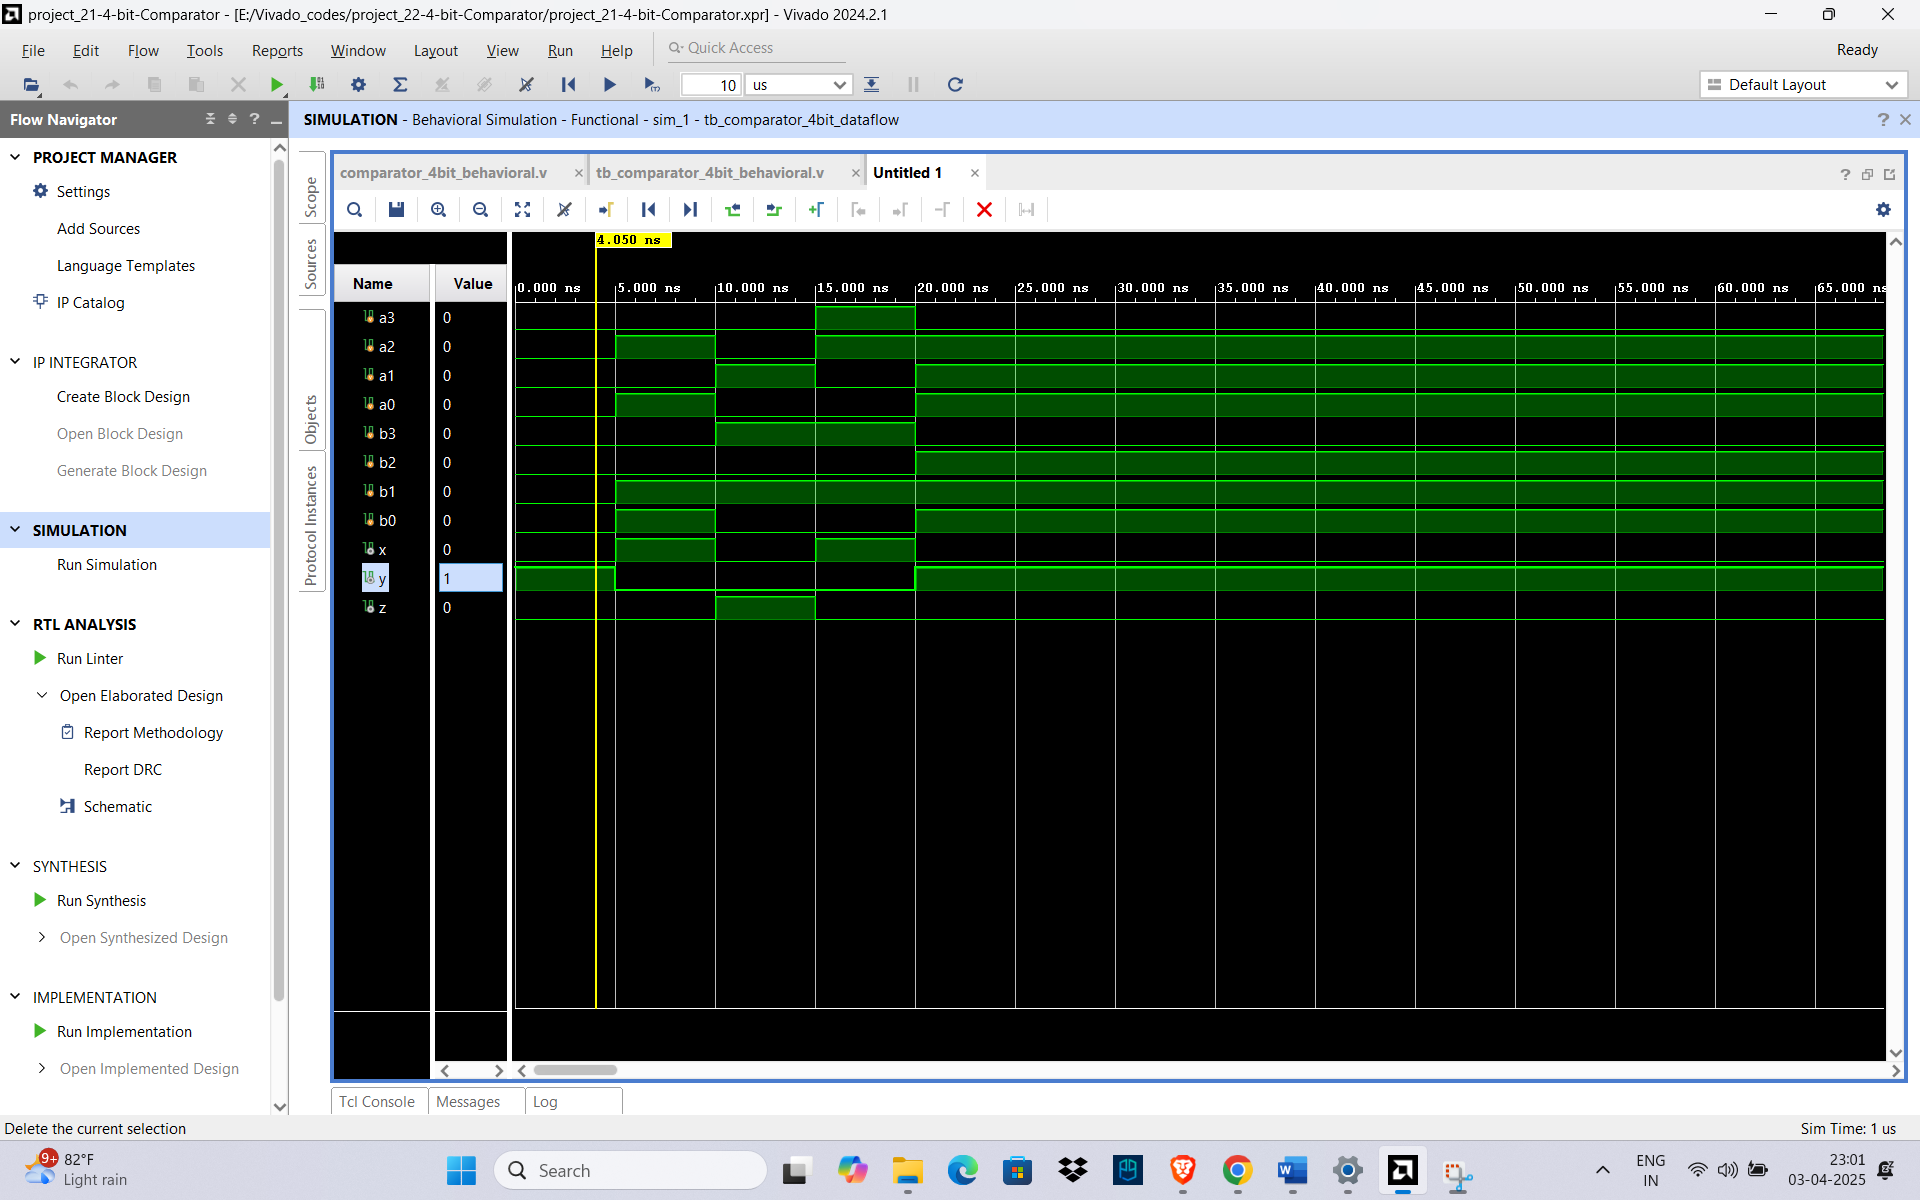 project_21-4-bit-Comparator - [E:/Vivado_codes/project_22-4-bit-Comparator/project_21-4-bit-Comparator.xpr] - Vivado 2024.2.1
File Edit Flow Tools Reports Window Layout View Run Help Quick Access Ready
10 us Default Layout
Flow Navigator
SIMULATION - Behavioral Simulation - Functional - sim_1 - tb_comparator_4bit_dataflow
PROJECT MANAGER
Settings
Add Sources
Language Templates
IP Catalog
IP INTEGRATOR
Create Block Design
Open Block Design
Generate Block Design
SIMULATION
Run Simulation
RTL ANALYSIS
Run Linter
Open Elaborated Design
Report Methodology
Report DRC
Schematic
SYNTHESIS
Run Synthesis
Open Synthesized Design
IMPLEMENTATION
Run Implementation
Open Implemented Design
Scope
Sources
Objects
Protocol Instances
comparator_4bit_behavioral.v tb_comparator_4bit_behavioral.v Untitled 1
4.050 ns
Name Value
0.000 ns 5.000 ns 10.000 ns 15.000 ns 20.000 ns 25.000 ns 30.000 ns 35.000 ns 40.000 ns 45.000 ns 50.000 ns 55.000 ns 60.000 ns 65.000 ns
a3 0
a2 0
a1 0
a0 0
b3 0
b2 0
b1 0
b0 0
x 0
y 1
z 0
Tcl Console Messages Log
Delete the current selection Sim Time: 1 us
9+
82°F
Light rain
Search
ENG
IN
23:01
03-04-2025